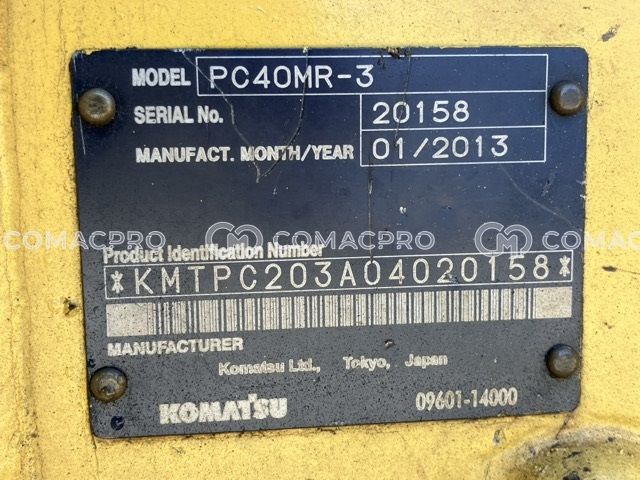 MODEL PC40MR-3
SERIAL No. 20158
MANUFACT. MONTH/YEAR 01/2013
COMACPRO COMACPRO COMACPRO
Product Identification Number
*KMTPC203A04020158*
MANUFACTURER
Komatsu Ltd., Tokyo, Japan
KOMATSU 09601-14000